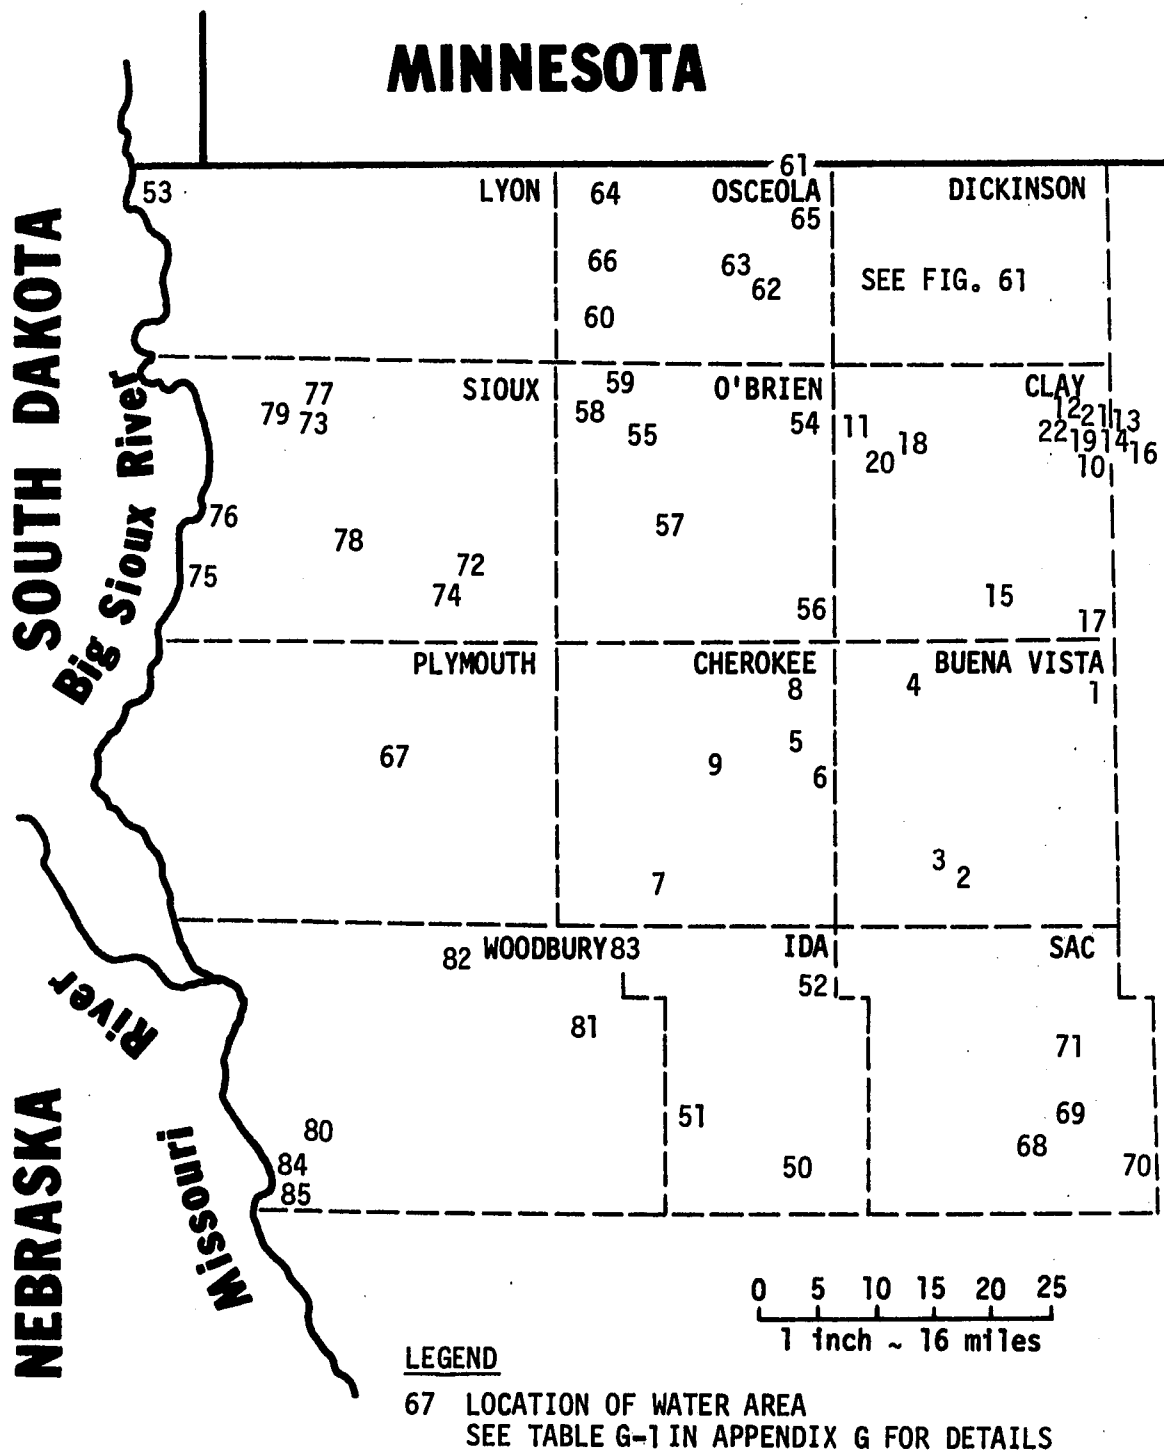 MINNESOTA
61
53
LYON
64
OSCEOLA
DICKINSON
65
66
63
62
SEE FIG. 61
60
SOUTH DAKOTA
Big Sioux River
77
79
73
SIOUX
59
O'BRIEN
CLAY
58
55
54
11
18
20
12
21
13
22
19
14
16
10
76
78
57
75
72
74
56
15
17
PLYMOUTH
CHEROKEE
BUENA VISTA
8
4
1
67
9
5
6
7
3
2
82
WOODBURY
83
IDA
SAC
52
81
71
River
51
69
80
68
84
50
70
85
NEBRASKA
Missouri
0 5 10 15 20 25
1 inch ~ 16 miles
LEGEND
67 LOCATION OF WATER AREA
SEE TABLE G-1 IN APPENDIX G FOR DETAILS